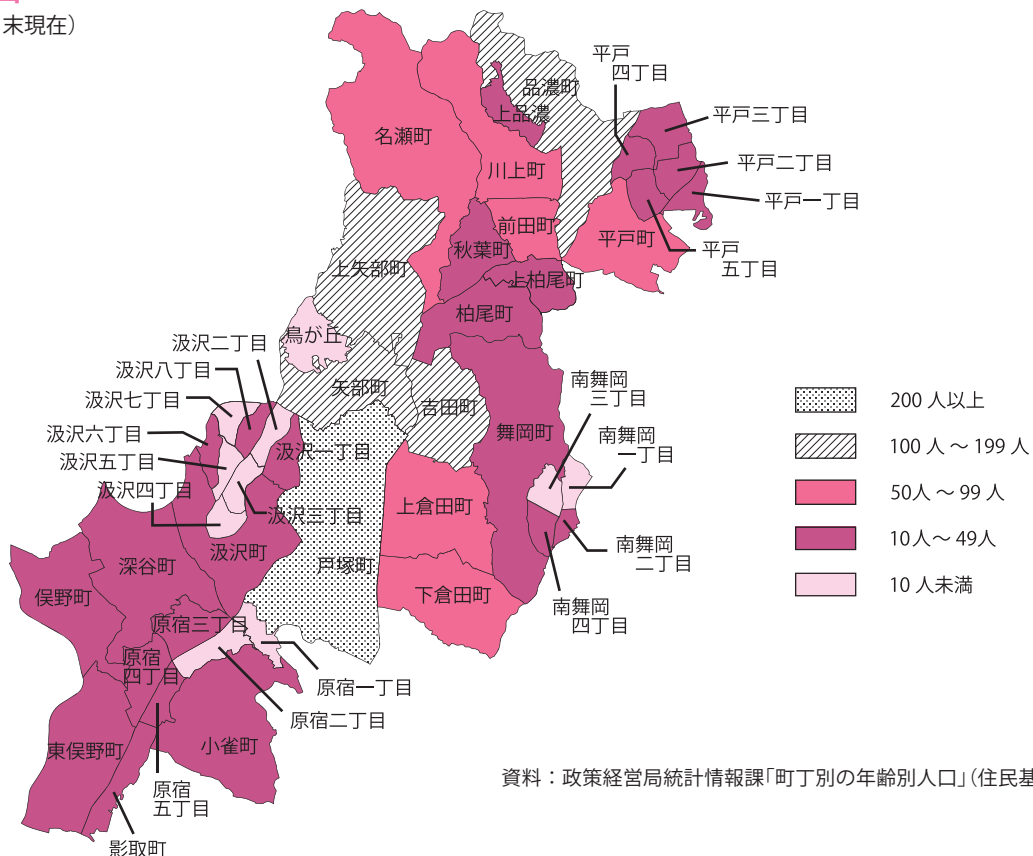 末現在）
平戸
四丁目
品濃町
上品濃
平戸三丁目
名瀬町
川上町
平戸二丁目
平戸一丁目
前田町
平戸町
秋葉町
平戸
五丁目
上矢部町
上柏尾町
柏尾町
鳥が丘
汲沢二丁目
汲沢八丁目
矢部町
南舞岡
三丁目
汲沢七丁目
吉田町
200 人以上
汲沢六丁目
舞岡町
南舞岡
一丁目
100 人～199 人
汲沢一丁目
汲沢五丁目
汲沢四丁目
50人～99 人
上倉田町
汲沢三丁目
10人～49人
汲沢町
南舞岡
二丁目
深谷町
戸塚町
10 人未満
俣野町
下倉田町
南舞岡
四丁目
原宿三丁目
原宿
四丁目
原宿一丁目
原宿二丁目
小雀町
東俣野町
原宿
五丁目
資料：政策経営局統計情報課「町丁別の年齢別人口」（住民基
影取町